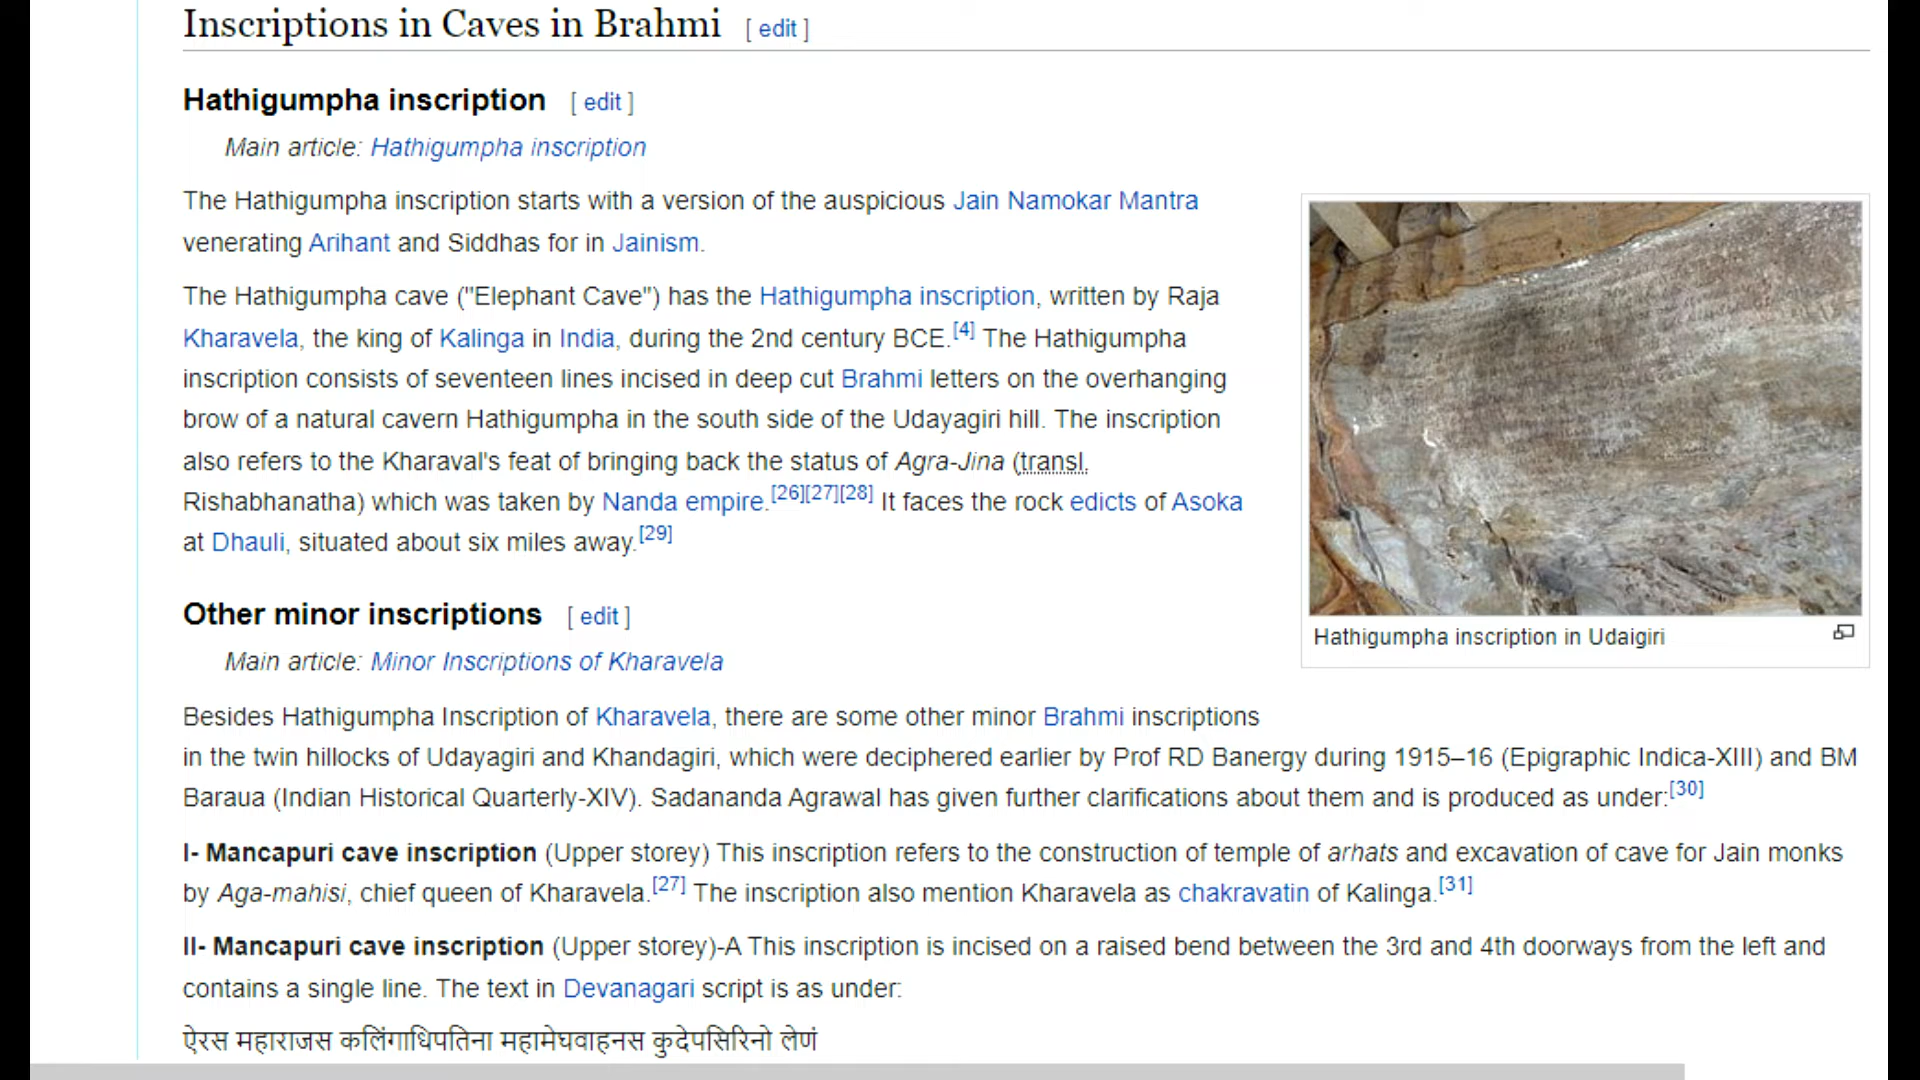 Inscriptions in Caves in Brahmi [ edit ]
Hathigumpha inscription [ edit ]
Main article: Hathigumpha inscription
The Hathigumpha inscription starts with a version of the auspicious Jain Namokar Mantra
venerating Arihant and Siddhas for in Jainism.
The Hathigumpha cave ("Elephant Cave") has the Hathigumpha inscription, written by Raja
Kharavela, the king of Kalinga in India, during the 2nd century BCE.[4] The Hathigumpha
inscription consists of seventeen lines incised in deep cut Brahmi letters on the overhanging
brow of a natural cavern Hathigumpha in the south side of the Udayagiri hill. The inscription
also refers to the Kharaval's feat of bringing back the status of Agra-Jina (transl.
Rishabhanatha) which was taken by Nanda empire.[26][27][28] It faces the rock edicts of Asoka
at Dhauli, situated about six miles away.[29]
Hathigumpha inscription in Udaigiri
Other minor inscriptions [ edit ]
Main article: Minor Inscriptions of Kharavela
Besides Hathigumpha Inscription of Kharavela, there are some other minor Brahmi inscriptions
in the twin hillocks of Udayagiri and Khandagiri, which were deciphered earlier by Prof RD Banergy during 1915–16 (Epigraphic Indica-XIII) and BM
Baraua (Indian Historical Quarterly-XIV). Sadananda Agrawal has given further clarifications about them and is produced as under:[30]
I- Mancapuri cave inscription (Upper storey) This inscription refers to the construction of temple of arhats and excavation of cave for Jain monks
by Aga-mahisi, chief queen of Kharavela.[27] The inscription also mention Kharavela as chakravatin of Kalinga.[31]
II- Mancapuri cave inscription (Upper storey)-A This inscription is incised on a raised bend between the 3rd and 4th doorways from the left and
contains a single line. The text in Devanagari script is as under:
ऐरस महाराजस कलिंगाधिपतिना महामेघवाहनस कुदेपसिरिनो लेणं